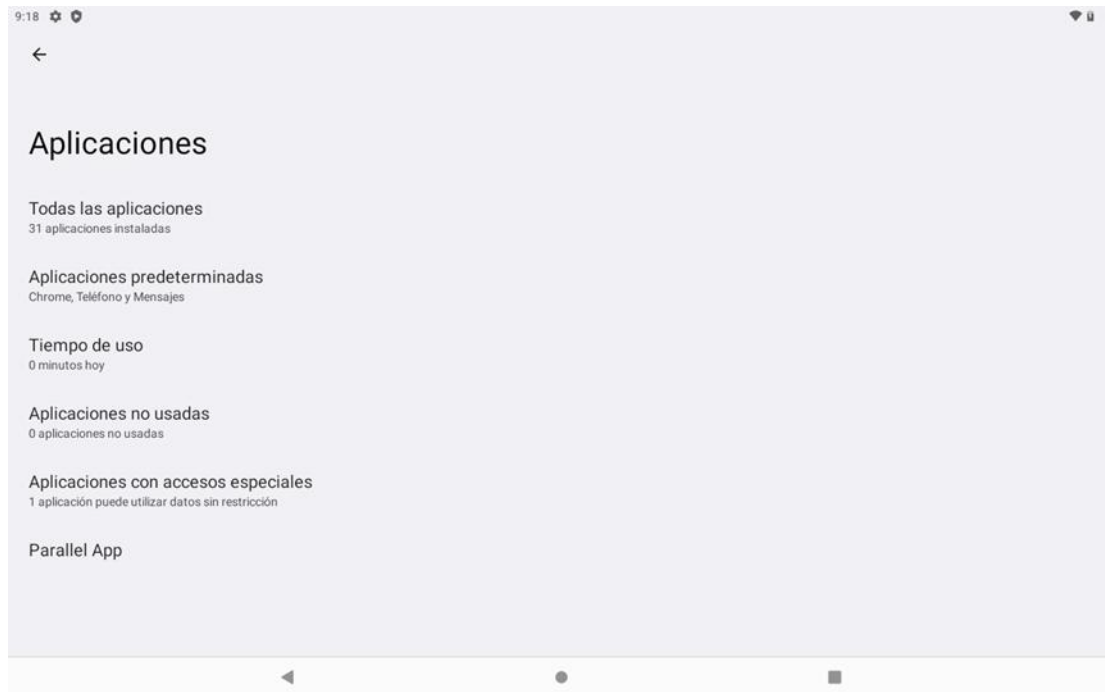 9:18
Aplicaciones
Todas las aplicaciones
31 aplicaciones instaladas
Aplicaciones predeterminadas
Chrome, Teléfono y Mensajes
Tiempo de uso
0 minutos hoy
Aplicaciones no usadas
0 aplicaciones no usadas
Aplicaciones con accesos especiales
1 aplicación puede utilizar datos sin restricción
Parallel App